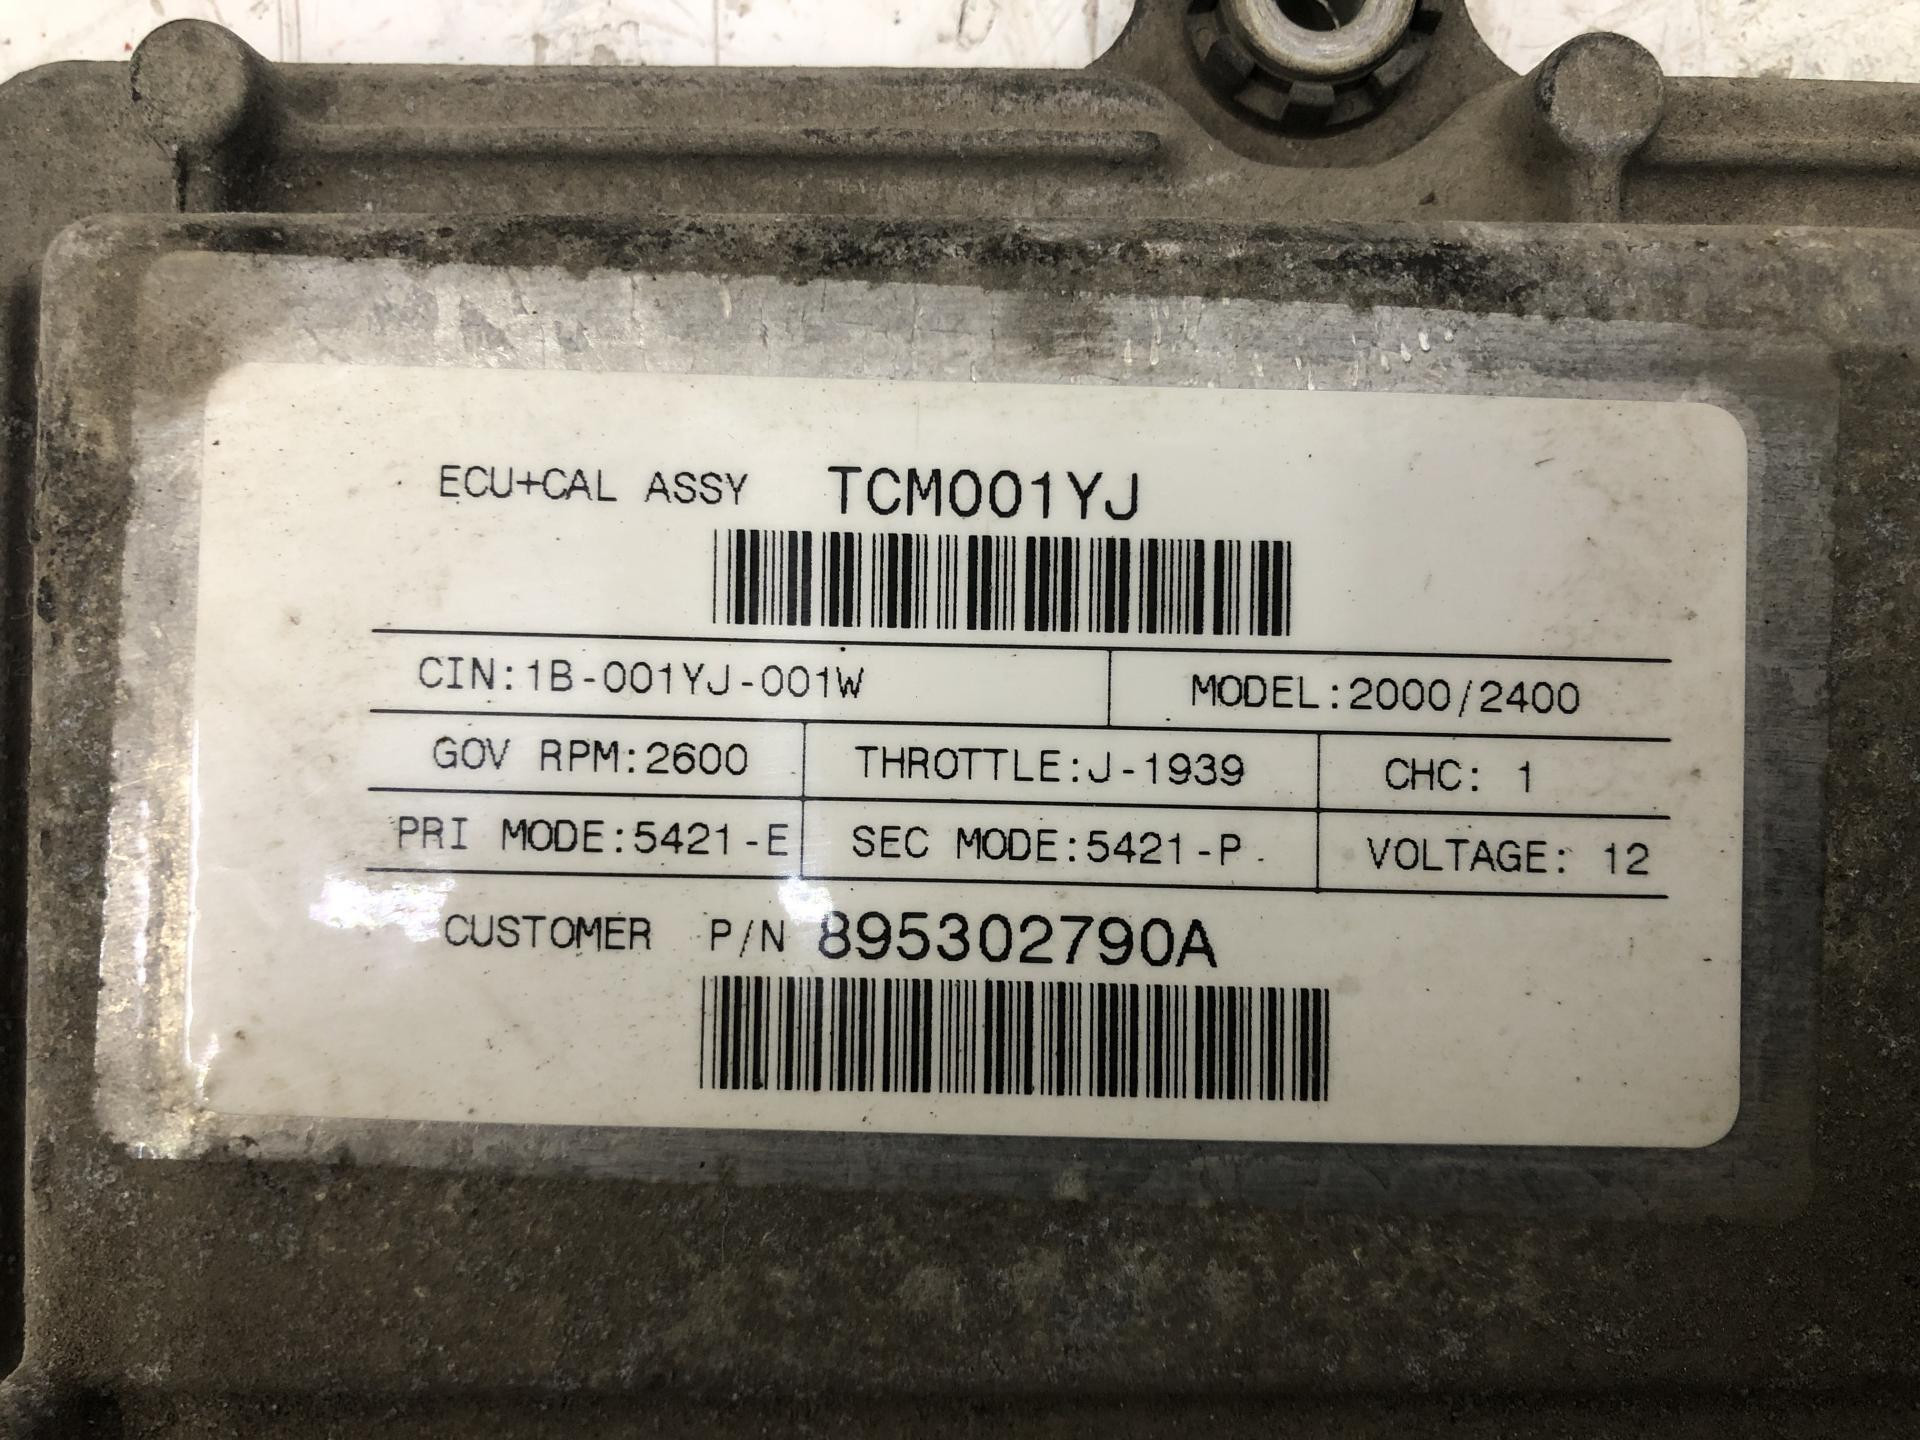 ECU+CAL ASSY TCM001YJ
CIN:1B-001YJ-001W MODEL:2000/2400
GOV RPM:2600 THROTTLE:J-1939 CHC: 1
PRI MODE:5421-E SEC MODE:5421-P VOLTAGE: 12
CUSTOMER P/N 895302790A